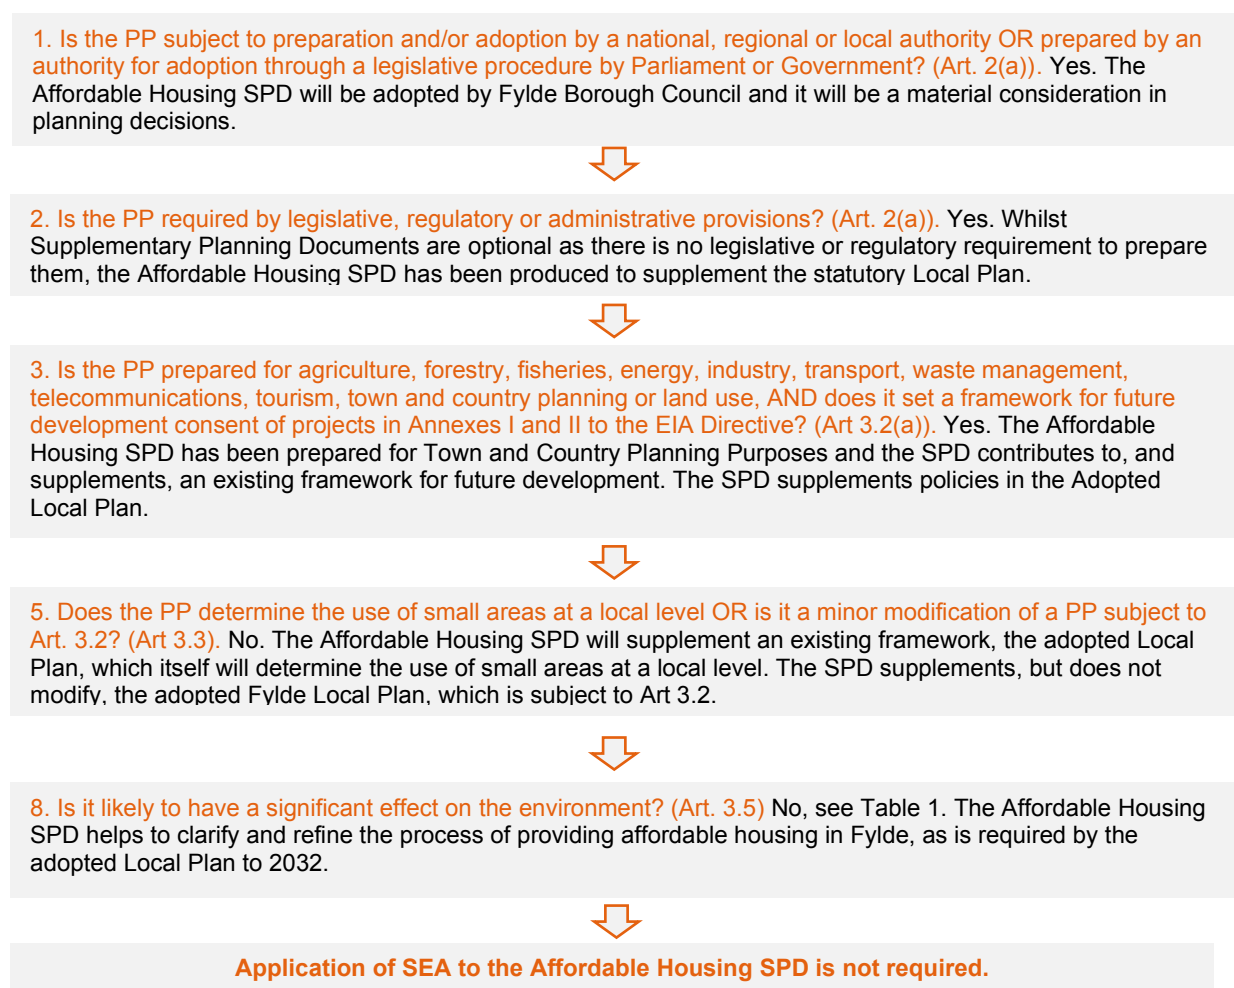 1. Is the PP subject to preparation and/or adoption by a national, regional or local authority OR prepared by an
authority for adoption through a legislative procedure by Parliament or Government? (Art. 2(a)). Yes. The
Affordable Housing SPD will be adopted by Fylde Borough Council and it will be a material consideration in
planning decisions.
2. Is the PP required by legislative, regulatory or administrative provisions? (Art. 2(a)). Yes. Whilst
Supplementary Planning Documents are optional as there is no legislative or regulatory requirement to prepare
them, the Affordable Housing SPD has been produced to supplement the statutory Local Plan.
3. Is the PP prepared for agriculture, forestry, fisheries, energy, industry, transport, waste management,
telecommunications, tourism, town and country planning or land use, AND does it set a framework for future
development consent of projects in Annexes I and II to the EIA Directive? (Art 3.2(a)). Yes. The Affordable
Housing SPD has been prepared for Town and Country Planning Purposes and the SPD contributes to, and
supplements, an existing framework for future development. The SPD supplements policies in the Adopted
Local Plan.
5. Does the PP determine the use of small areas at a local level OR is it a minor modification of a PP subject to
Art. 3.2? (Art 3.3). No. The Affordable Housing SPD will supplement an existing framework, the adopted Local
Plan, which itself will determine the use of small areas at a local level. The SPD supplements, but does not
modify, the adopted Fylde Local Plan, which is subject to Art 3.2.
8. Is it likely to have a significant effect on the environment? (Art. 3.5) No, see Table 1. The Affordable Housing
SPD helps to clarify and refine the process of providing affordable housing in Fylde, as is required by the
adopted Local Plan to 2032.
Application of SEA to the Affordable Housing SPD is not required.